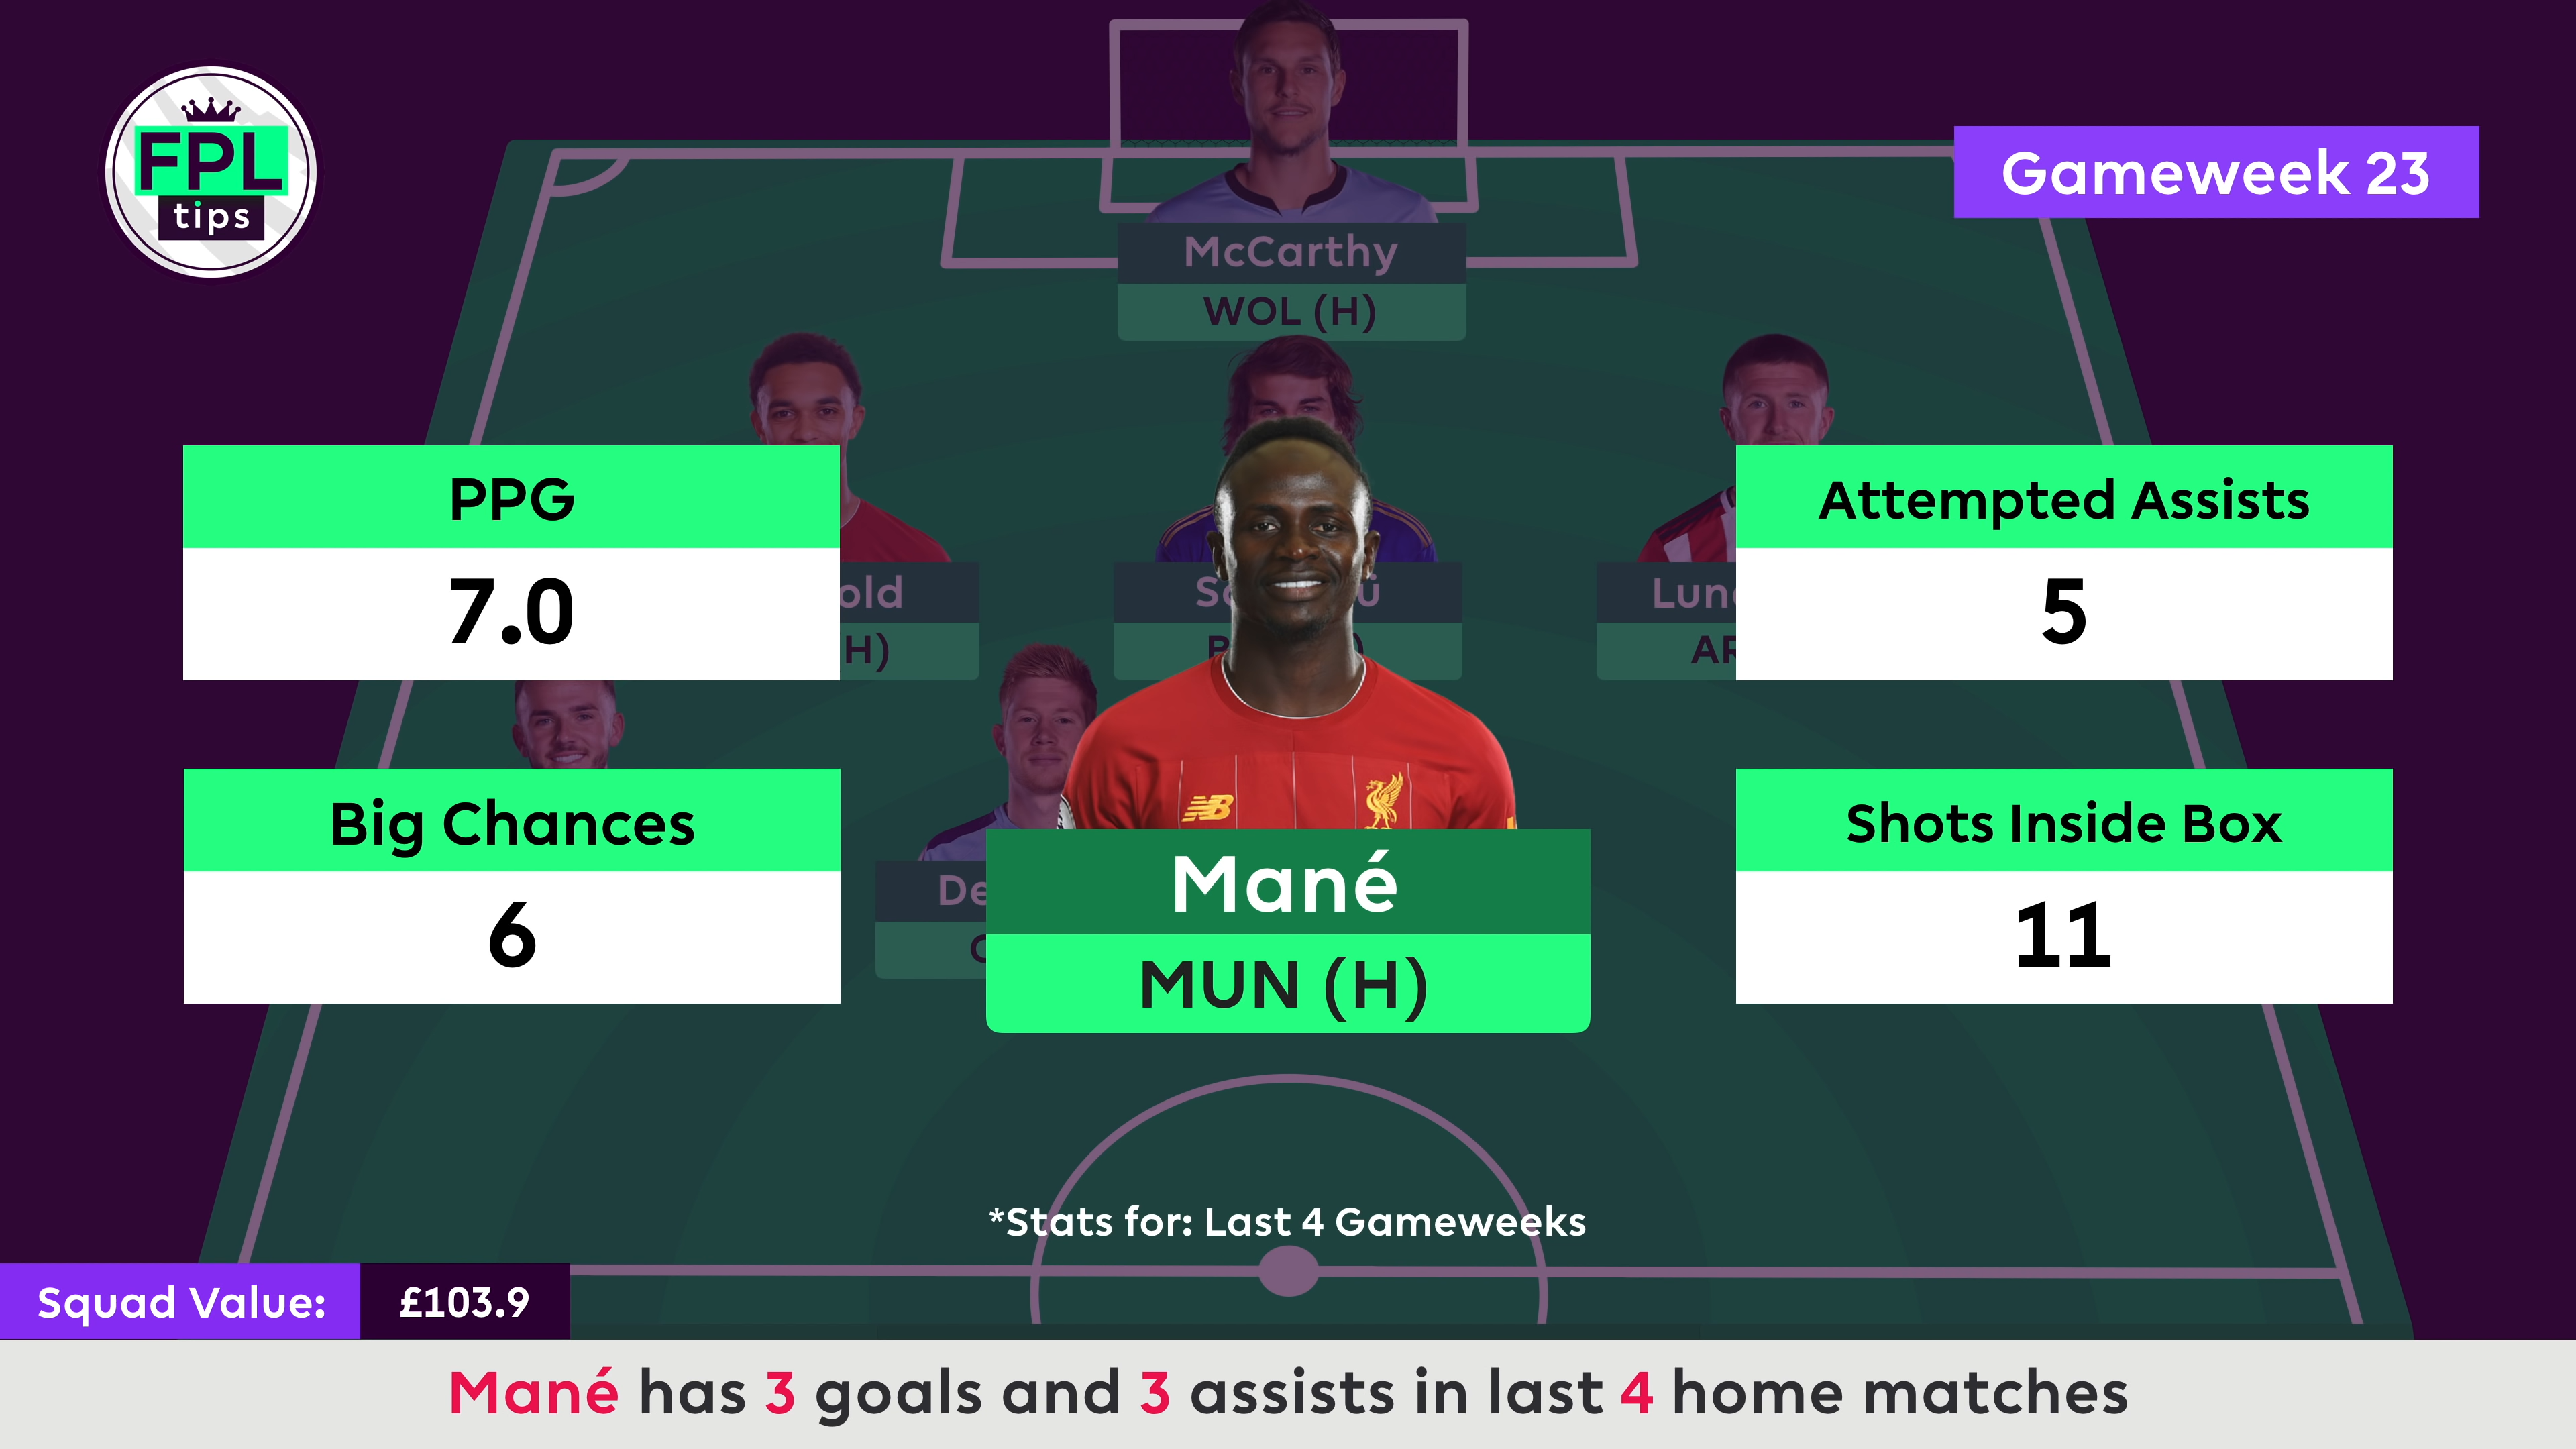 FPL
tips
Gameweek 23
McCarthy
WOL (H)
PPG
7.0
Attempted Assists
5
Big Chances
6
Shots Inside Box
11
Mané
MUN (H)
*Stats for: Last 4 Gameweeks
Squad Value: £103.9
Mané has 3 goals and 3 assists in last 4 home matches